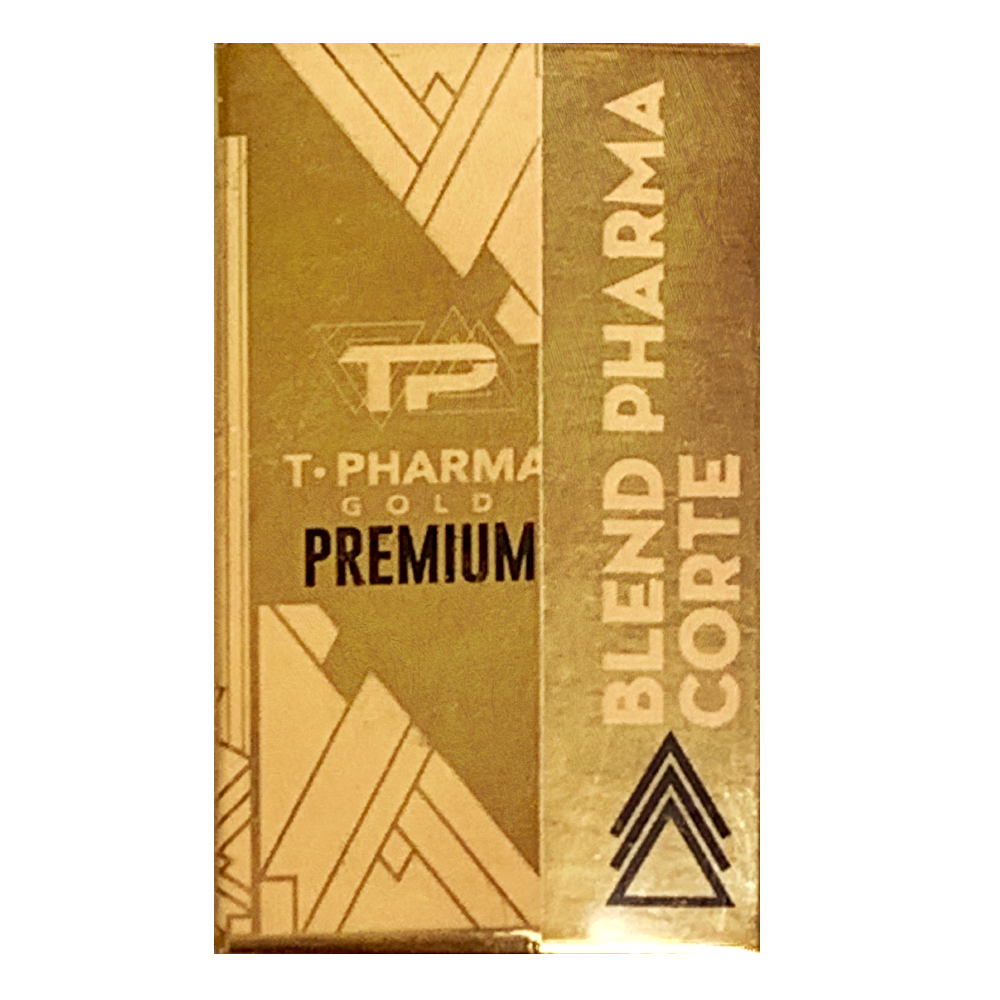 TP
T• PHARMA
GOLD
PREMIUM
BLEND PHARMA
CORTE